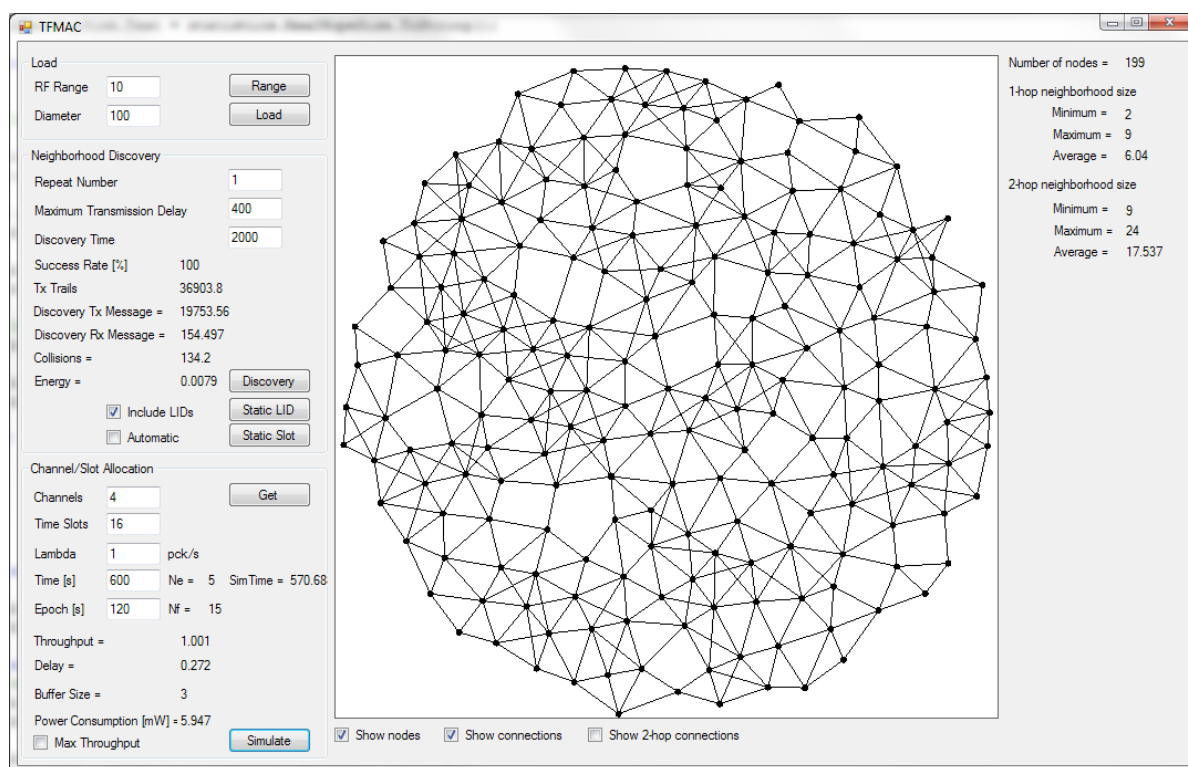 TFMAC
Load
RF Range 10 Range
Diameter 100 Load
Neighborhood Discovery
Repeat Number 1
Maximum Transmission Delay 400
Discovery Time 2000
Success Rate [%] 100
Tx Trails 36903.8
Discovery Tx Message = 19753.56
Discovery Rx Message = 154.497
Collisions = 134.2
Energy = 0.0079 Discovery
Include LIDs Static LID
Automatic Static Slot
Channel/Slot Allocation
Channels 4 Get
Time Slots 16
Lambda 1 pck/s
Time [s] 600 Ne = 5 SimTime = 570.68
Epoch [s] 120 Nf = 15
Throughput = 1.001
Delay = 0.272
Buffer Size = 3
Power Consumption [mW] = 5.947
Max Throughput Simulate
Show nodes Show connections Show 2-hop connections
Number of nodes = 199
1-hop neighborhood size
Minimum = 2
Maximum = 9
Average = 6.04
2-hop neighborhood size
Minimum = 9
Maximum = 24
Average = 17.537